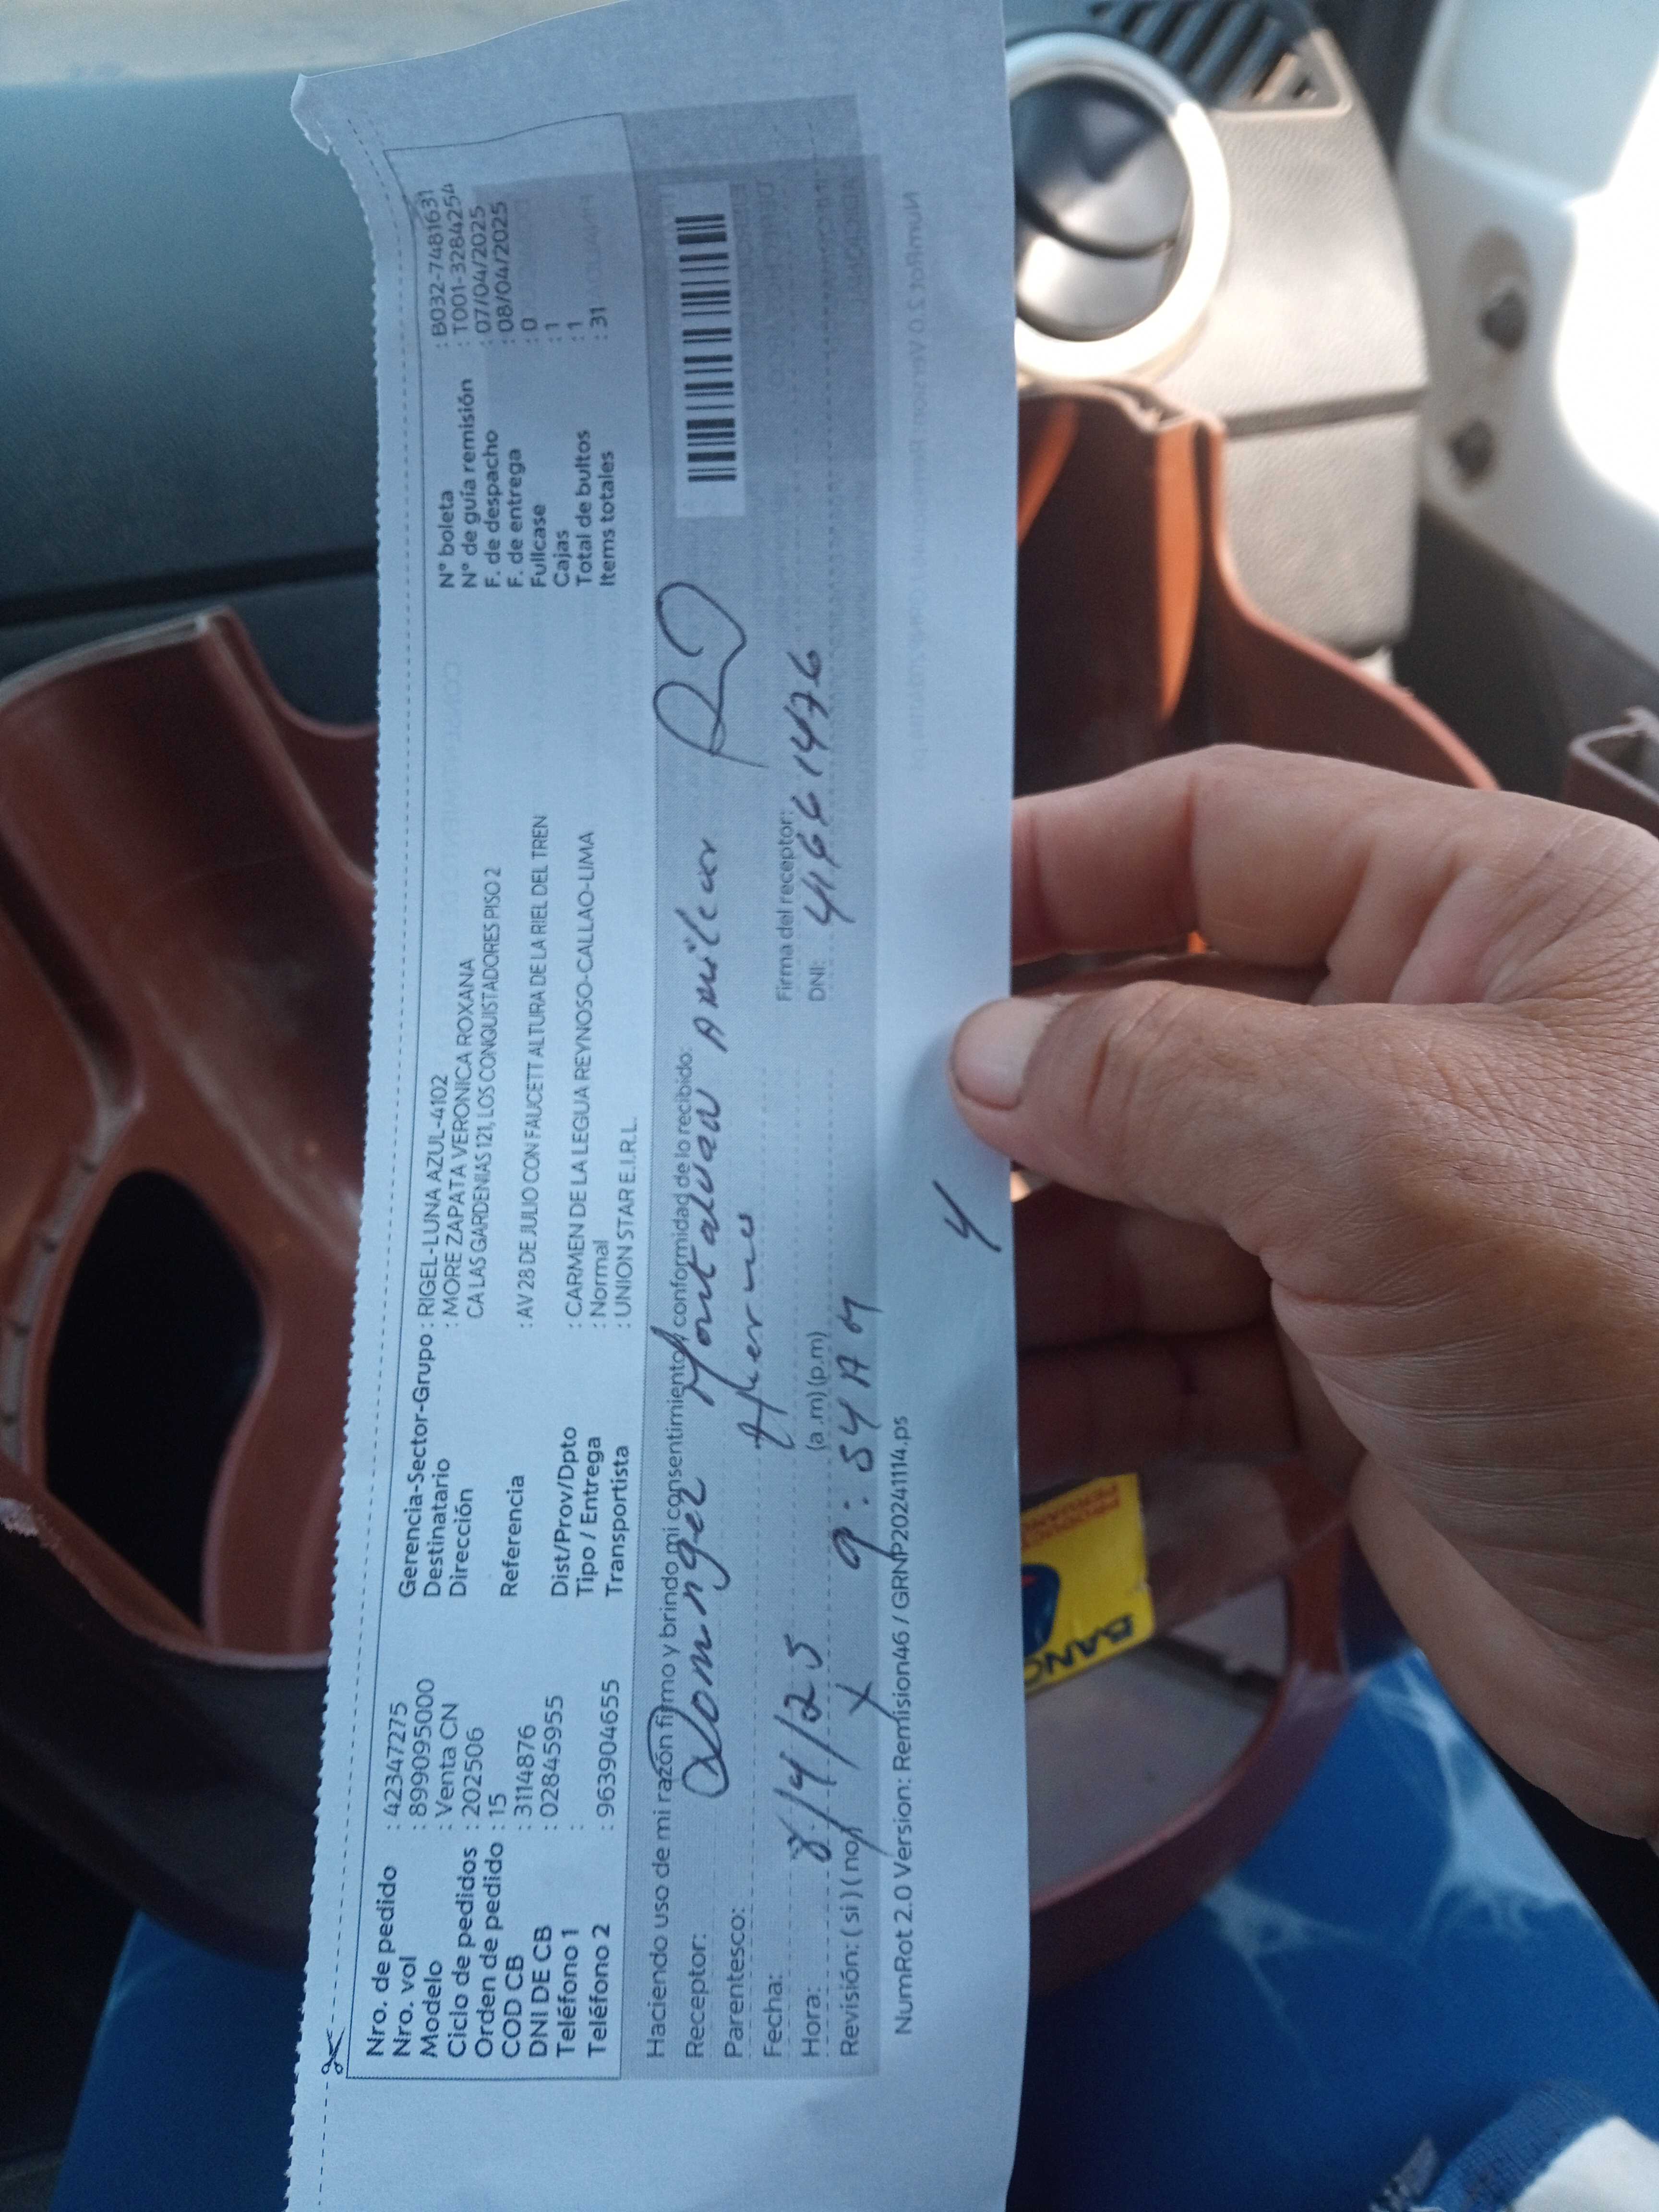 Nro. de pedido : 42347275
Nro. vol : 899095000
Modelo : Venta CN
Ciclo de pedidos : 202506
Orden de pedido : 15
COD CB : 3114876
DNI DE CB : 02845955
Teléfono 1 :
Teléfono 2 : 963904655
Gerencia-Sector-Grupo : RIGEL-LUNA AZUL-4102
Destinatario : MORE ZAPATA VERONICA ROXANA
Dirección CA LAS GARDENIAS 121, LOS CONQUISTADORES PISO 2
Referencia : AV 28 DE JULIO CON FAUCETT ALTURA DE LA RIEL DEL TREN
Dist/Prov/Dpto : CARMEN DE LA LEGUA REYNOSO-CALLAO-LIMA
Tipo / Entrega : Normal
Transportista : UNION STAR E.I.R.L.
N° boleta : B032-7481631
N° de guía remisión : T001-3284254
F. de despacho : 07/04/2025
F. de entrega : 08/04/2025
Fullcase : 0
Cajas : 1
Total de bultos : 1
Items totales : 31
Haciendo uso de mi razón firmo y brindo mi consentimiento, conformidad de lo recibido:
Receptor: Montalvan Amilcar
Parentesco:
Fecha: 8/4/25
Firma del receptor:
Hora: 9:54 AM (a.m) (p.m)
DNI: 41661476
Revisión: ( si ) ( no )
NumRot 2.0 Version: Remision46 / GRNP20241114.ps
4
PRODUCTO
PERUANO